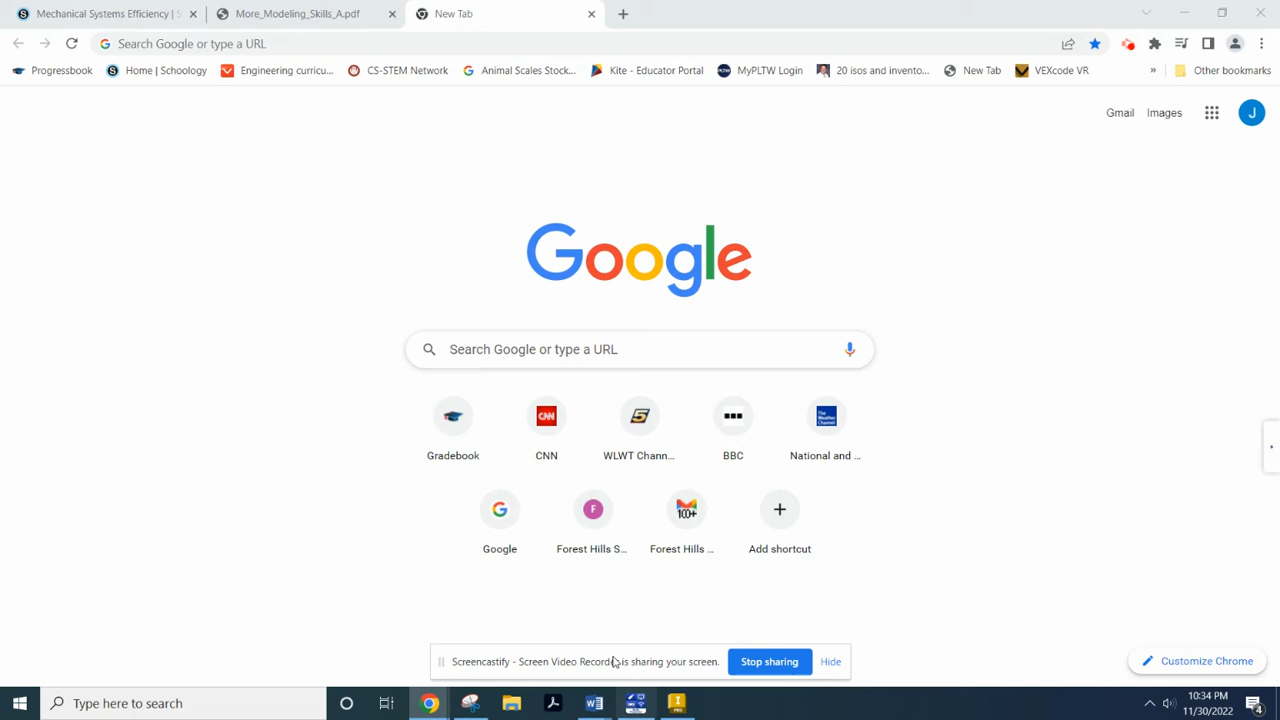 Mechanical Systems Efficiency | S
More_Modeling_Skills_A.pdf
New Tab
Search Google or type a URL
Progressbook
Home | Schoology
Engineering curricu...
CS-STEM Network
Animal Scales Stock...
Kite - Educator Portal
MyPLTW Login
20 isos and invento...
New Tab
VEXcode VR
»
Other bookmarks
Gmail
Images
J
Google
Search Google or type a URL
Gradebook
CNN
WLWT Chann...
BBC
National and ...
Google
Forest Hills S...
Forest Hills ...
Add shortcut
Screencastify - Screen Video Recorder is sharing your screen.
Stop sharing
Hide
Customize Chrome
Type here to search
10:34 PM
11/30/2022
4